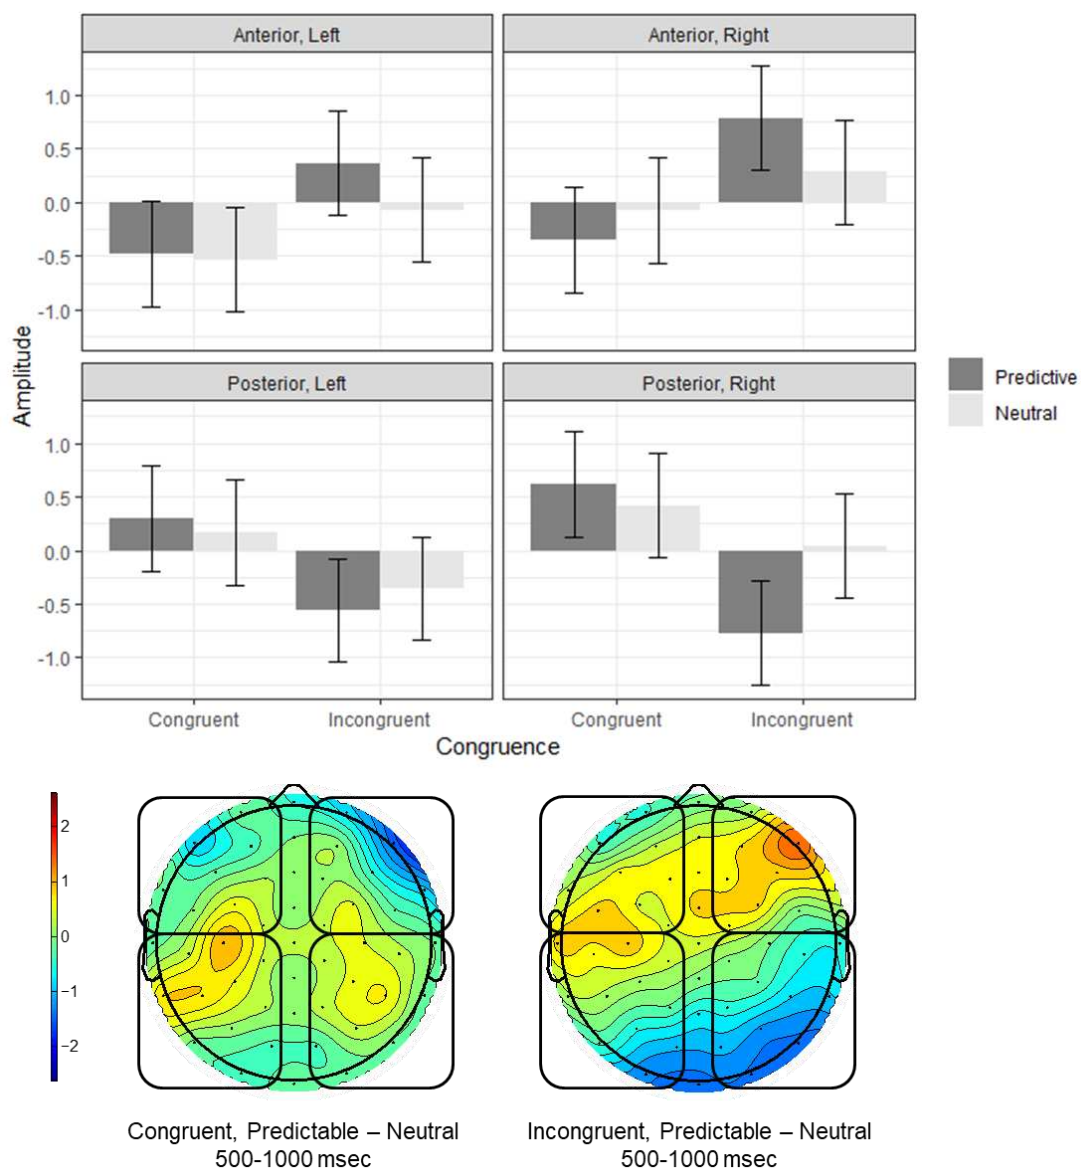 Anterior, Left
Anterior, Right
1.0
0.5
0.0
-0.5
-1.0
Amplitude
Posterior, Left
Posterior, Right
1.0
0.5
0.0
-0.5
-1.0
Congruent
Incongruent
Congruent
Incongruent
Congruence
Predictive
Neutral
2
1
0
−1
−2
Congruent, Predictable – Neutral
500-1000 msec
Incongruent, Predictable – Neutral
500-1000 msec